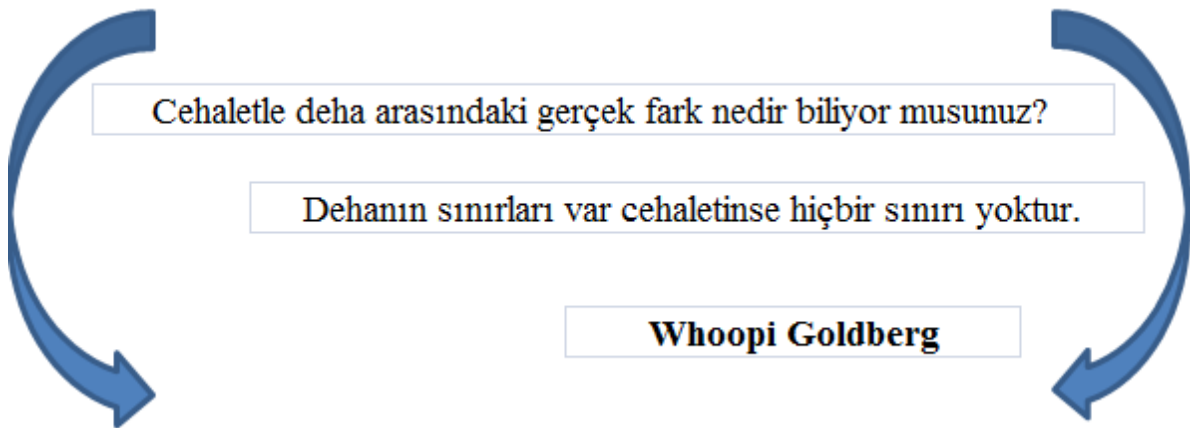 Cehaletle deha arasındaki gerçek fark nedir biliyor musunuz?
Dehanın sınırları var cehaletinse hiçbir sınırı yoktur.
Whoopi Goldberg